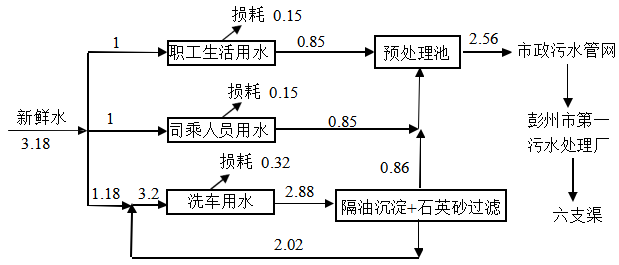 损耗 0.15
1
职工生活用水
0.85
预处理池
2.56
市政污水管网
新鲜水
3.18
损耗 0.15
1
司乘人员用水
0.85
彭州市第一
污水处理厂
损耗 0.32
0.86
1.18
3.2
洗车用水
2.88
隔油沉淀+石英砂过滤
六支渠
2.02